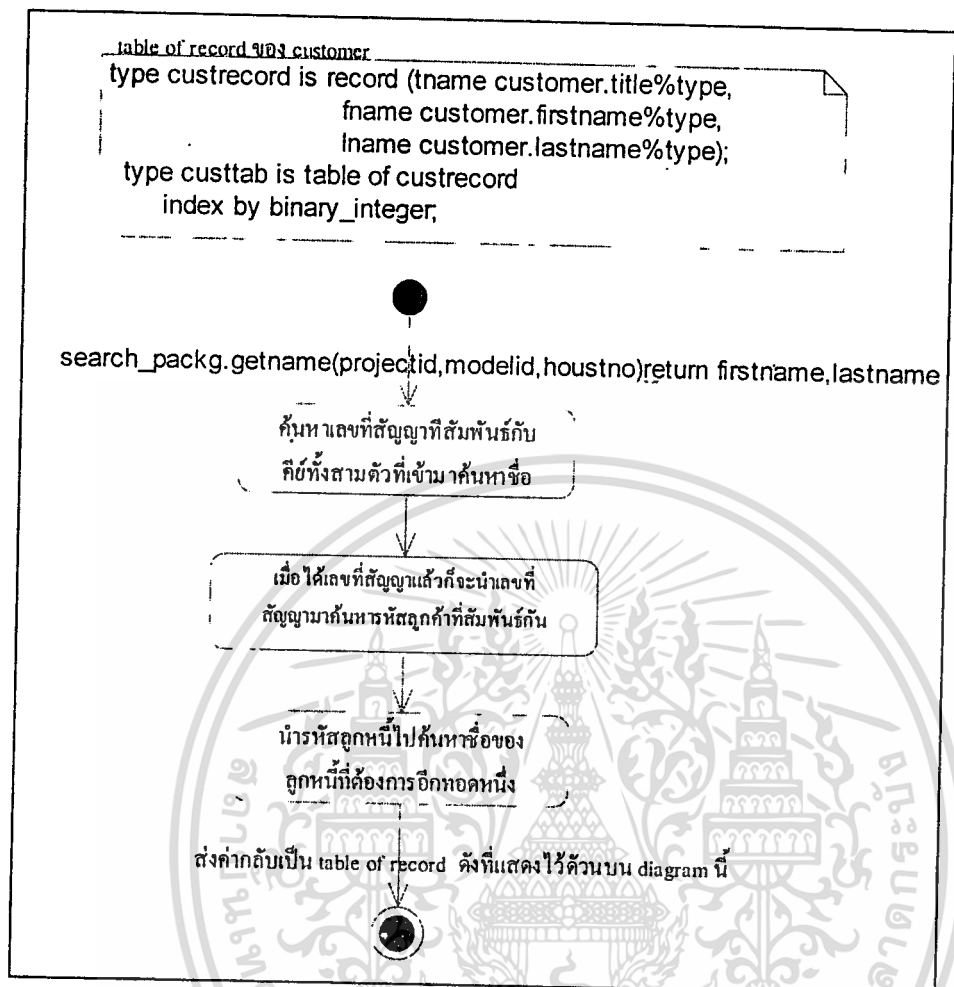 table of record ของ customer
type custrecord is record (tname customer.title%type,
fname customer.firstname%type,
lname customer.lastname%type);
type custtab is table of custrecord
index by binary_integer;
search_packg.getname(projectid,modelid,houstno)return firstname,lastname
ค้นหาเลขที่สัญญาที่สัมพันธ์กับ
คีย์ทั้งสามตัวที่เข้ามาค้นหาชื่อ
เมื่อได้เลขที่สัญญาแล้วก็จะนำเลขที่
สัญญามาค้นหารหัสลูกค้าที่สัมพันธ์กัน
นำรหัสลูกหนี้ไปค้นหาชื่อของ
ลูกหนี้ที่ต้องการอีกทอดหนึ่ง
ส่งค่ากลับเป็น table of record ดังที่แสดงไว้ด้านบน diagram นี้